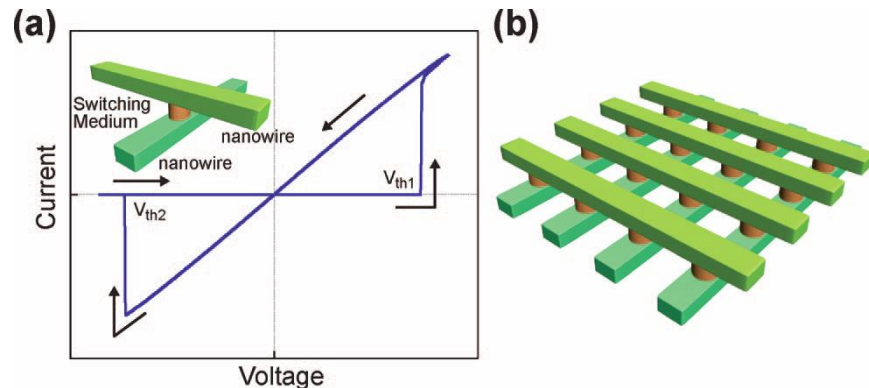 (a)
Switching
Medium
nanowire
nanowire
V_th1
V_th2
Current
Voltage
(b)